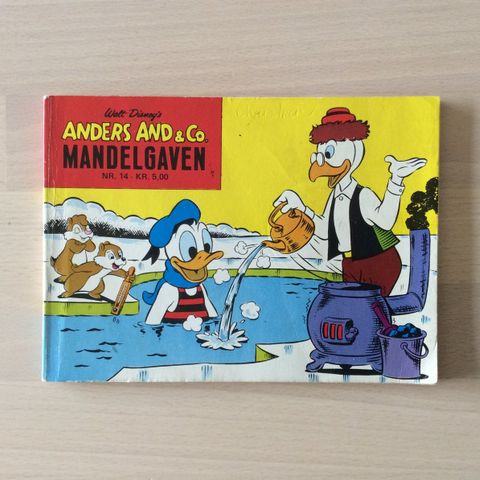 Walt Disney's
ANDERS AND & Co.
MANDELGAVEN
NR. 14 - KR. 5,00